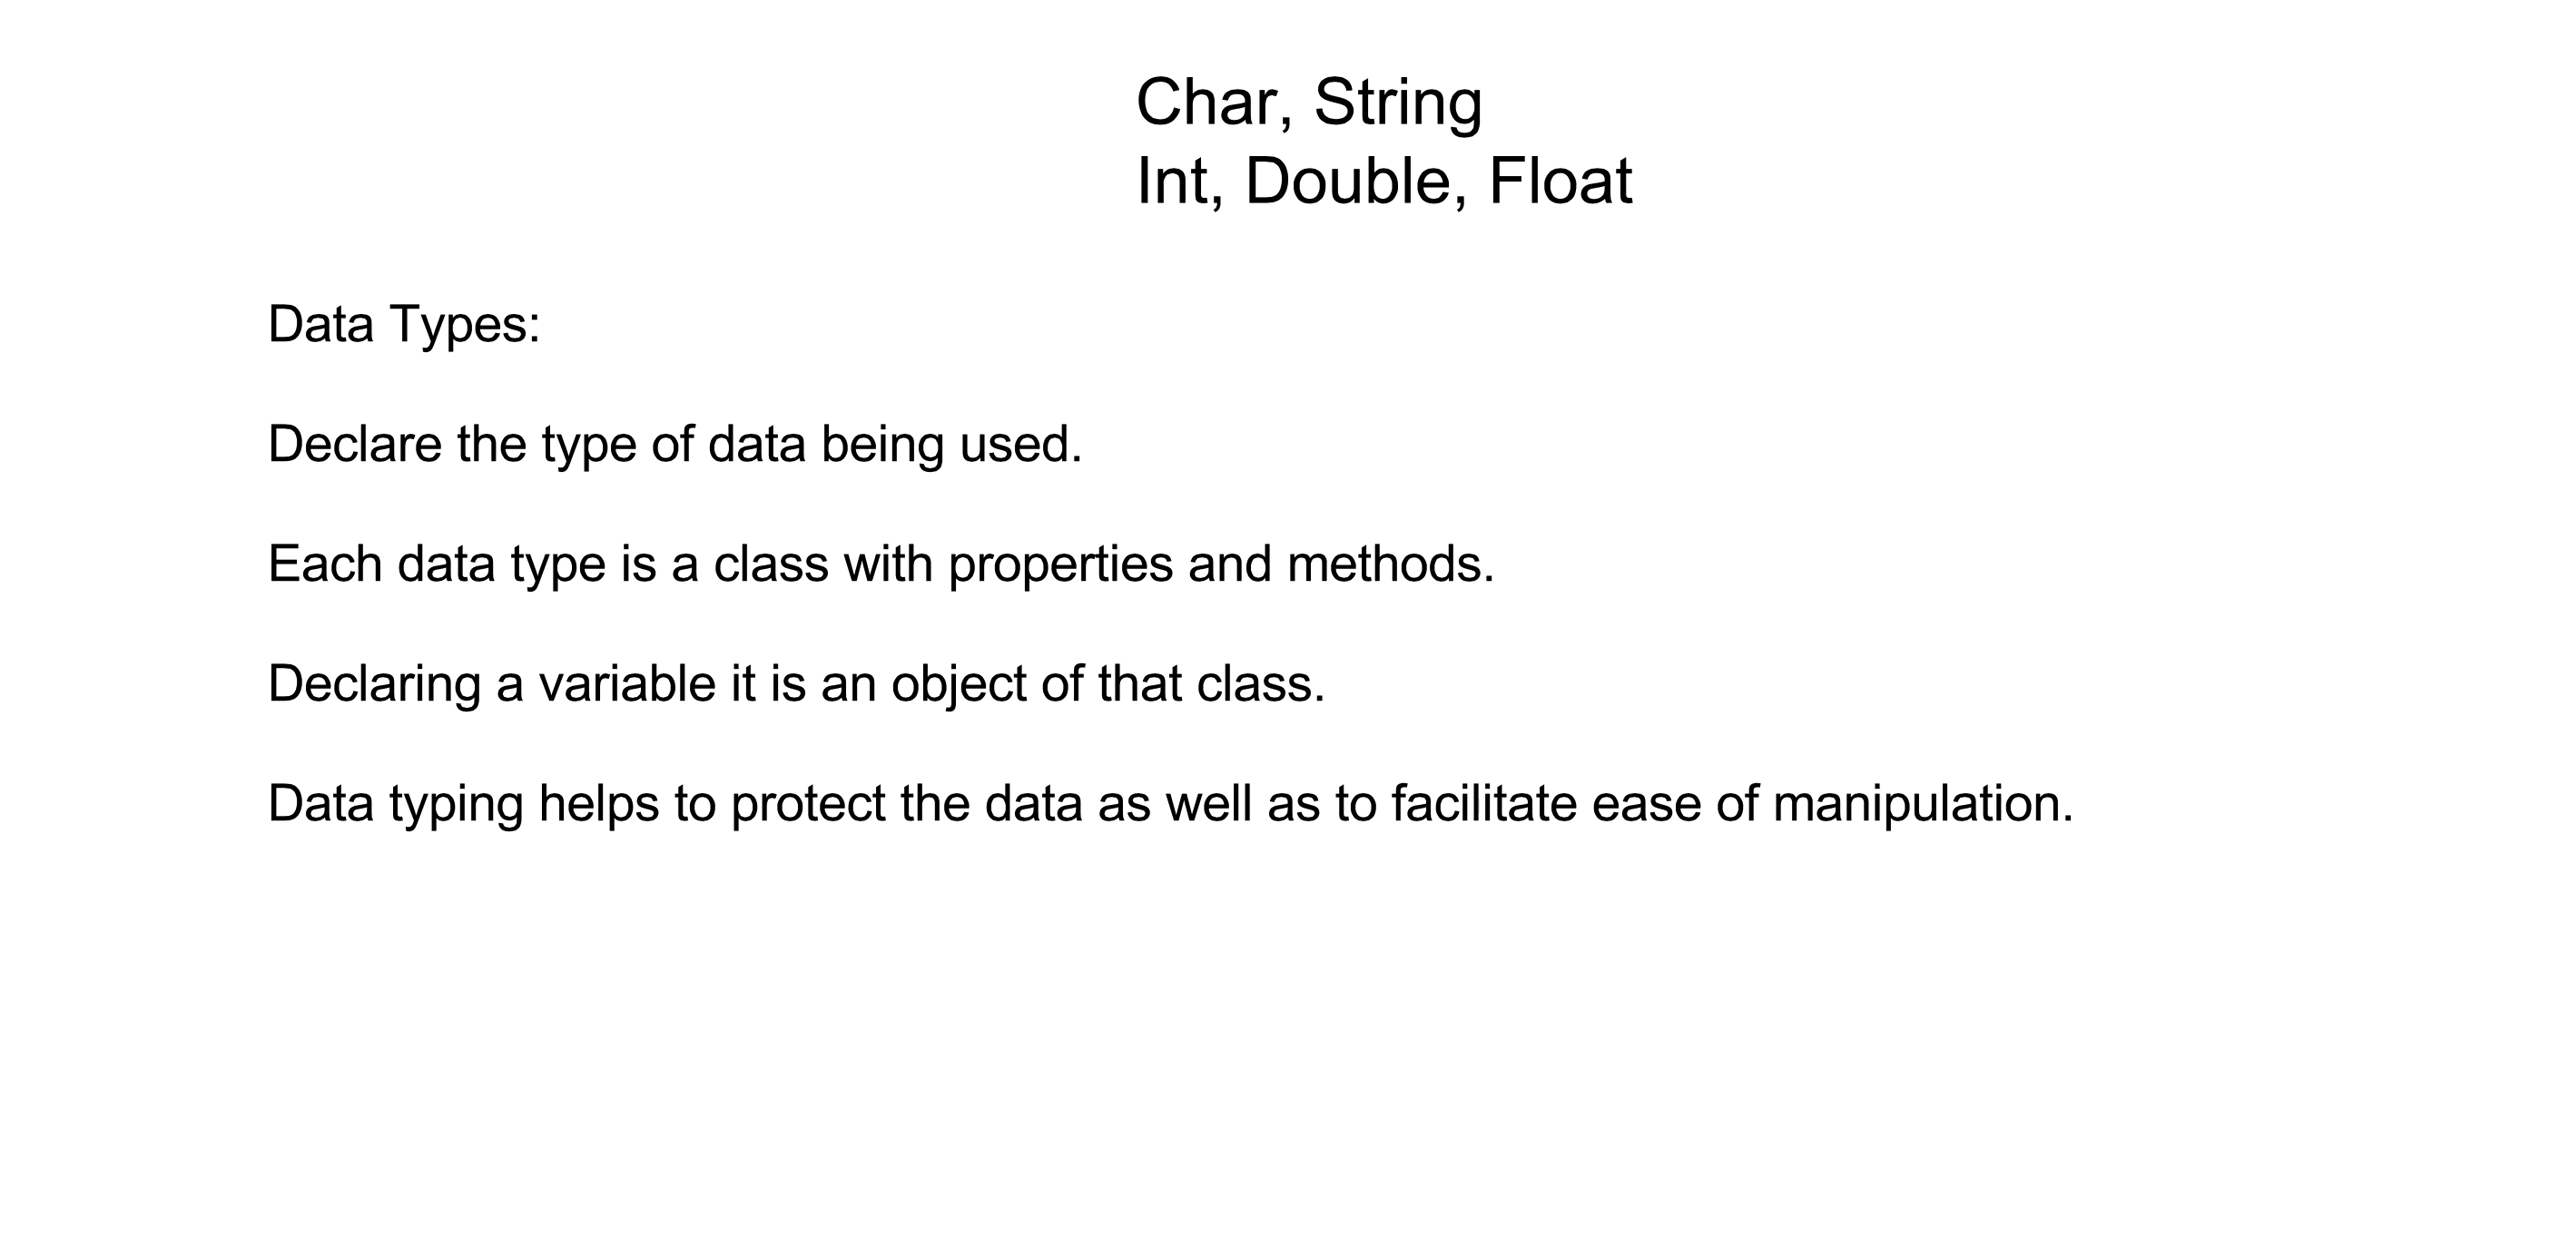 Char, String
Int, Double, Float
Data Types:
Declare the type of data being used.
Each data type is a class with properties and methods.
Declaring a variable it is an object of that class.
Data typing helps to protect the data as well as to facilitate ease of manipulation.